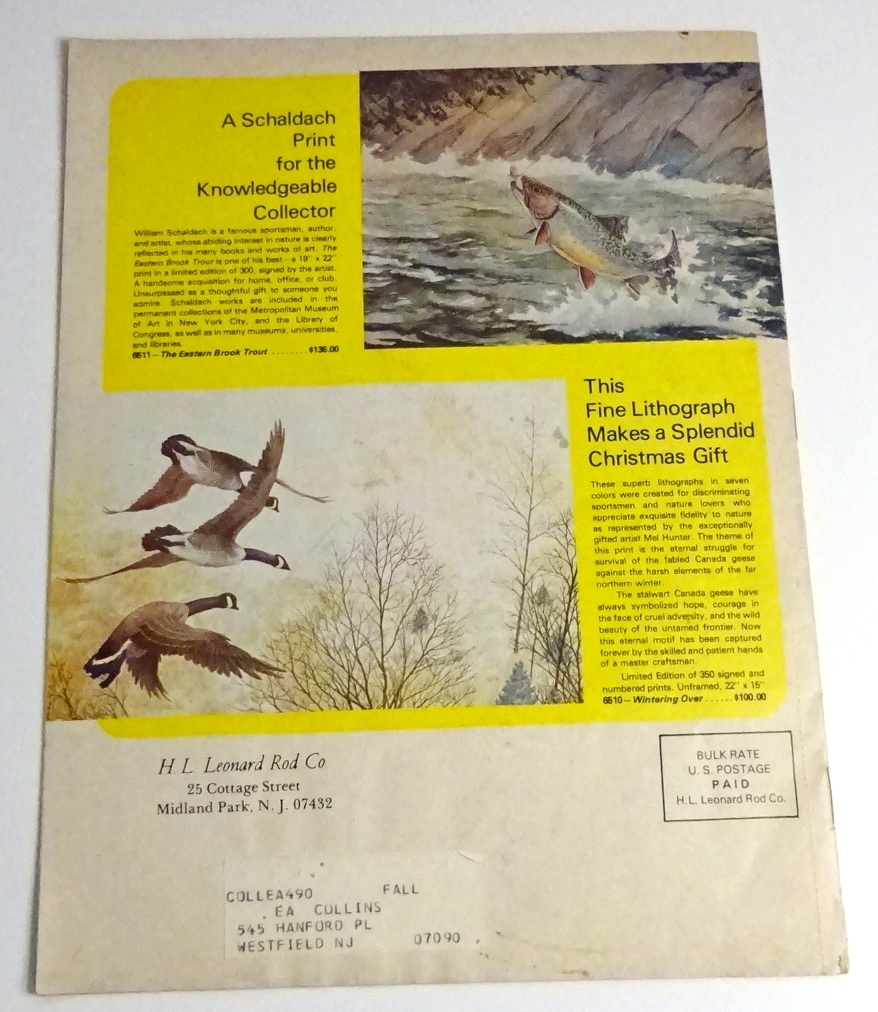 A Schaldach
Print
for the
Knowledgeable
Collector
William Schaldach is a famous sportsman, author,
and artist, whose abiding interest in nature is clearly
reflected in his many books and works of art. The
Eastern Brook Trout is one of his best—a 19" x 22"
print in a limited edition of 300, signed by the artist.
A handsome acquisition for home, office, or club.
Unsurpassed as a thoughtful gift to someone you
admire. Schaldach works are included in the
permanent collections of the Metropolitan Museum
of Art in New York City, and the Library of
Congress, as well as in many museums, universities,
and libraries.
6511—The Eastern Brook Trout ........ $136.00
This
Fine Lithograph
Makes a Splendid
Christmas Gift
These superb lithographs in seven
colors were created for discriminating
sportsmen and nature lovers who
appreciate exquisite fidelity to nature
as represented by the exceptionally
gifted artist Mel Hunter. The theme of
this print is the eternal struggle for
survival of the fabled Canada geese
against the harsh elements of the far
northern winter.
The stalwart Canada geese have
always symbolized hope, courage in
the face of cruel adversity, and the wild
beauty of the untamed frontier. Now
this eternal motif has been captured
forever by the skilled and patient hands
of a master craftsman.
Limited Edition of 350 signed and
numbered prints. Unframed, 22" x 15"
6510—Wintering Over ...... $100.00
H. L. Leonard Rod Co
25 Cottage Street
Midland Park, N. J. 07432
BULK RATE
U. S. POSTAGE
PAID
H.L. Leonard Rod Co.
COLLEA490 FALL
EA COLLINS
545 HANFORD PL
WESTFIELD NJ 07090